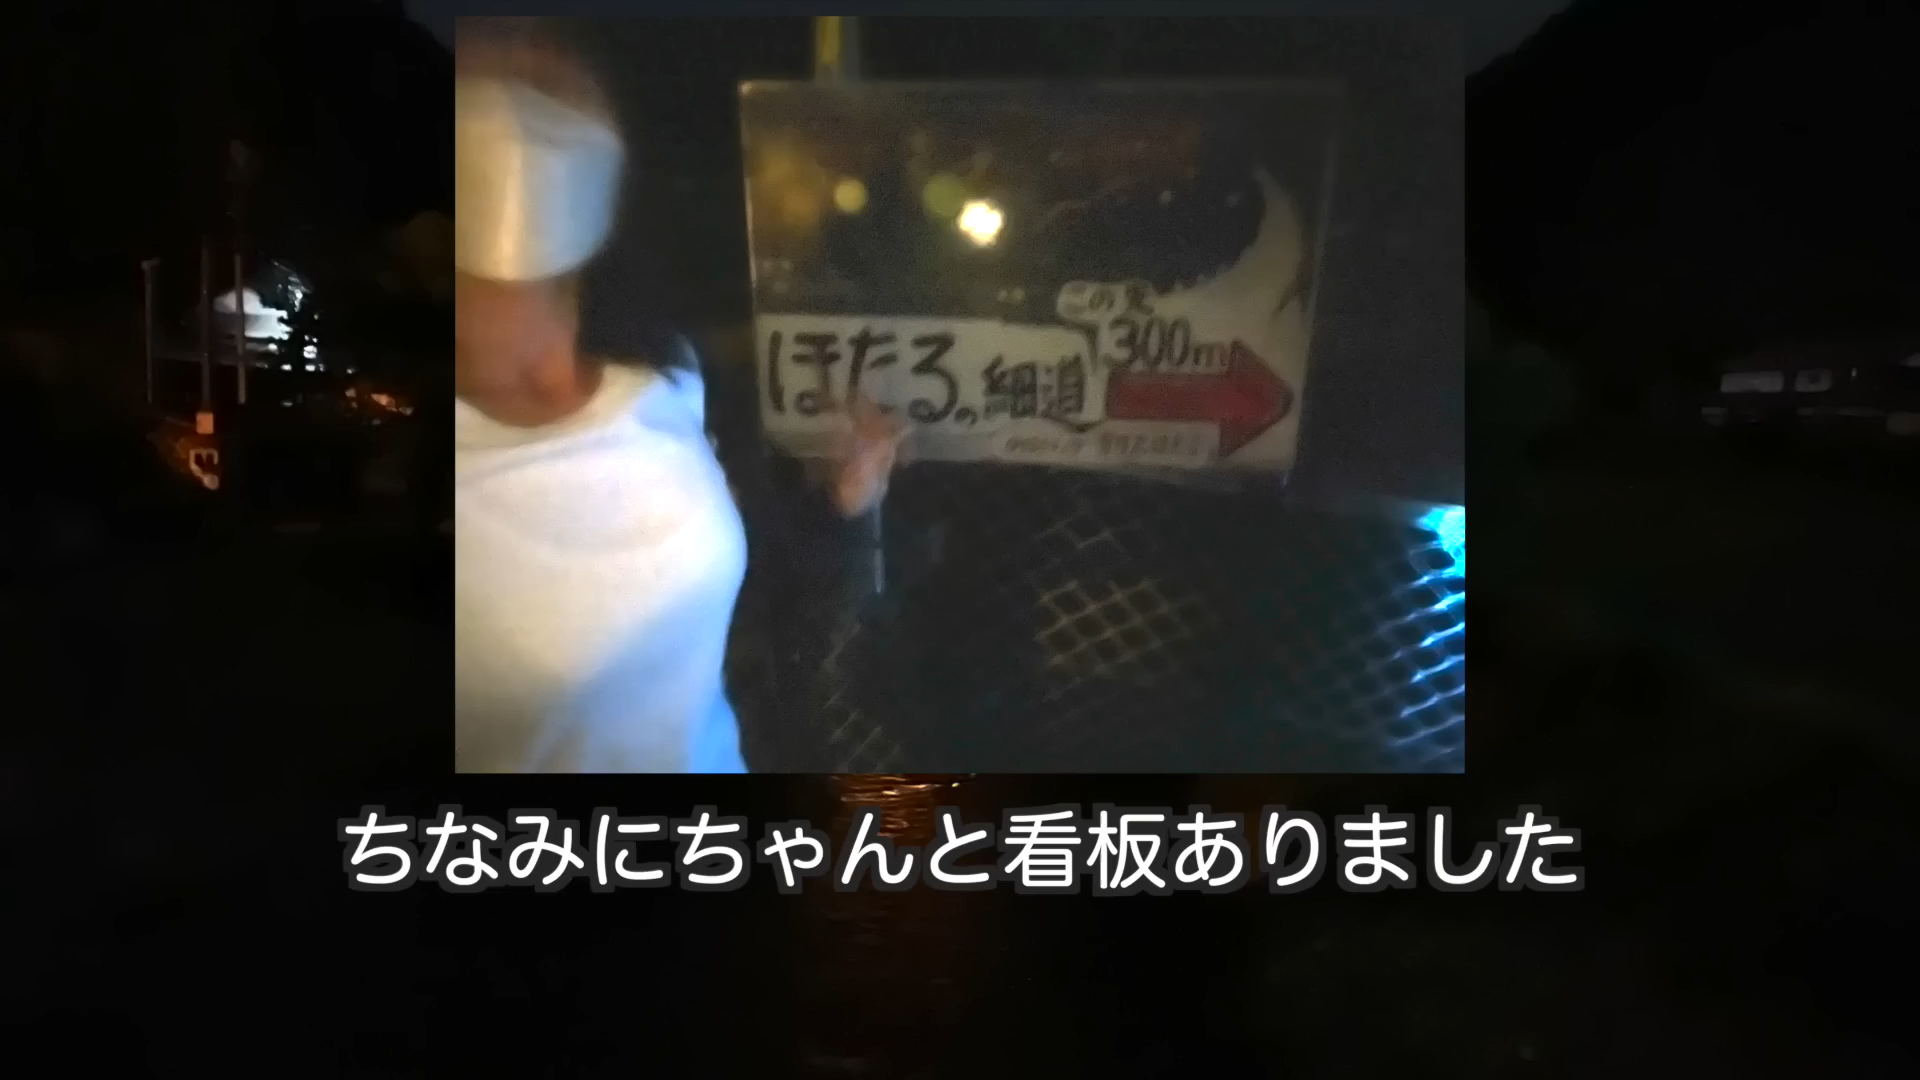 この先
300m
ほたるの細道
ちなみにちゃんと看板ありました